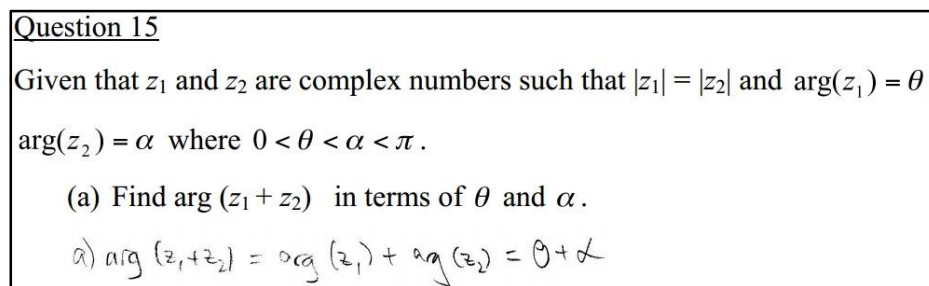 Question 15
Given that z₁ and z₂ are complex numbers such that |z₁| = |z₂| and arg(z₁) = θ
arg(z₂) = α where 0 < θ < α < π.
(a) Find arg (z₁ + z₂) in terms of θ and α.
a) arg (z₁+z₂) = arg (z₁) + arg (z₂) = θ+α